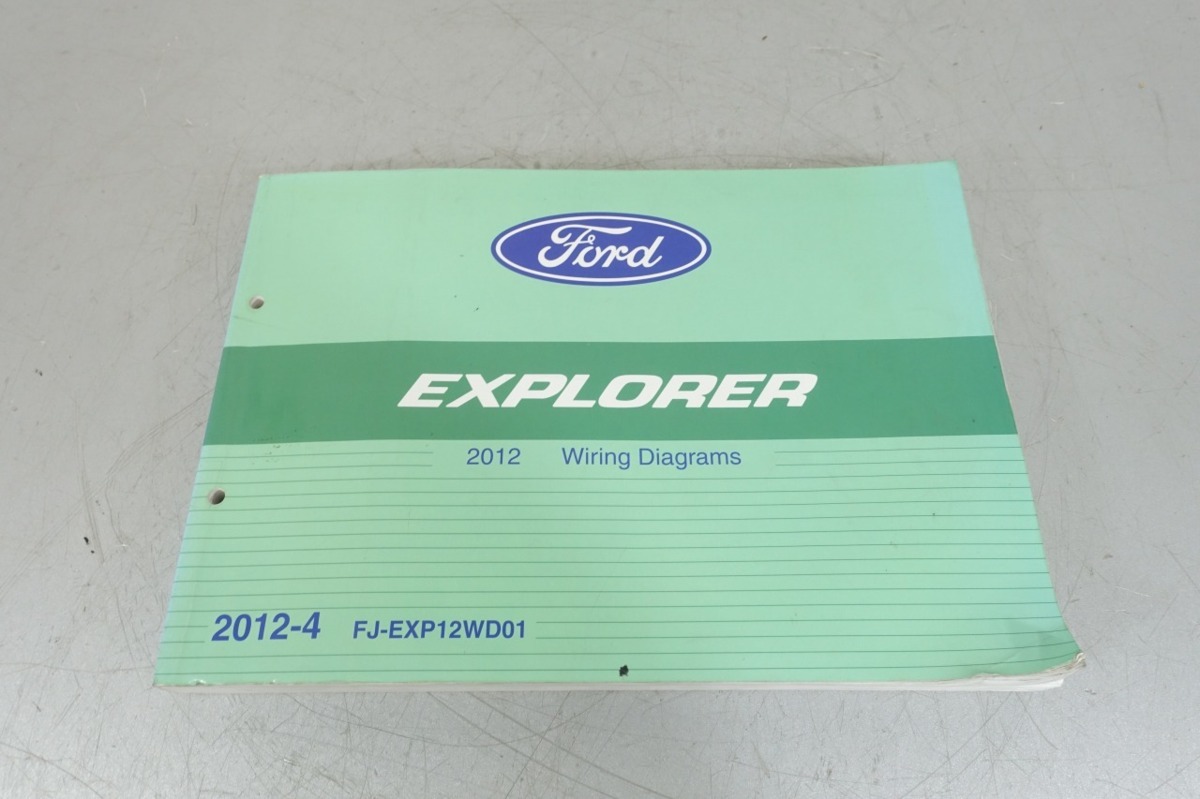 Ford
EXPLORER
2012 Wiring Diagrams
2012-4 FJ-EXP12WD01